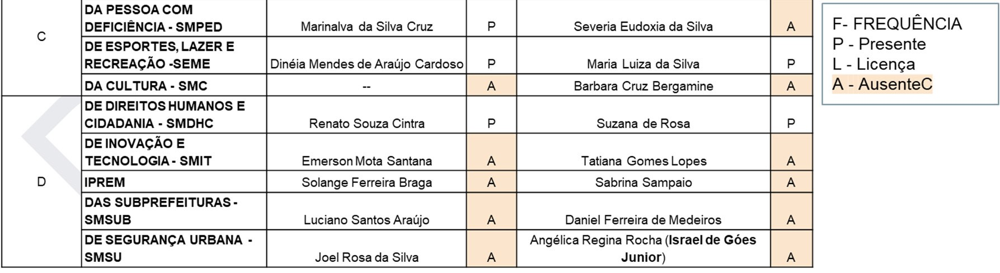 C
DA PESSOA COM
DEFICIÊNCIA - SMPED
Marinalva da Silva Cruz
P
Severia Eudoxia da Silva
A
DE ESPORTES, LAZER E
RECREAÇÃO -SEME
Dinéia Mendes de Araújo Cardoso
P
Maria Luiza da Silva
P
DA CULTURA - SMC
--
A
Barbara Cruz Bergamine
A
D
DE DIREITOS HUMANOS E
CIDADANIA - SMDHC
Renato Souza Cintra
P
Suzana de Rosa
P
DE INOVAÇÃO E
TECNOLOGIA - SMIT
Emerson Mota Santana
A
Tatiana Gomes Lopes
A
IPREM
Solange Ferreira Braga
A
Sabrina Sampaio
A
DAS SUBPREFEITURAS -
SMSUB
Luciano Santos Araújo
A
Daniel Ferreira de Medeiros
A
DE SEGURANÇA URBANA -
SMSU
Joel Rosa da Silva
A
Angélica Regina Rocha (Israel de Góes
Junior)
A
F- FREQUÊNCIA
P - Presente
L - Licença
A - AusenteC